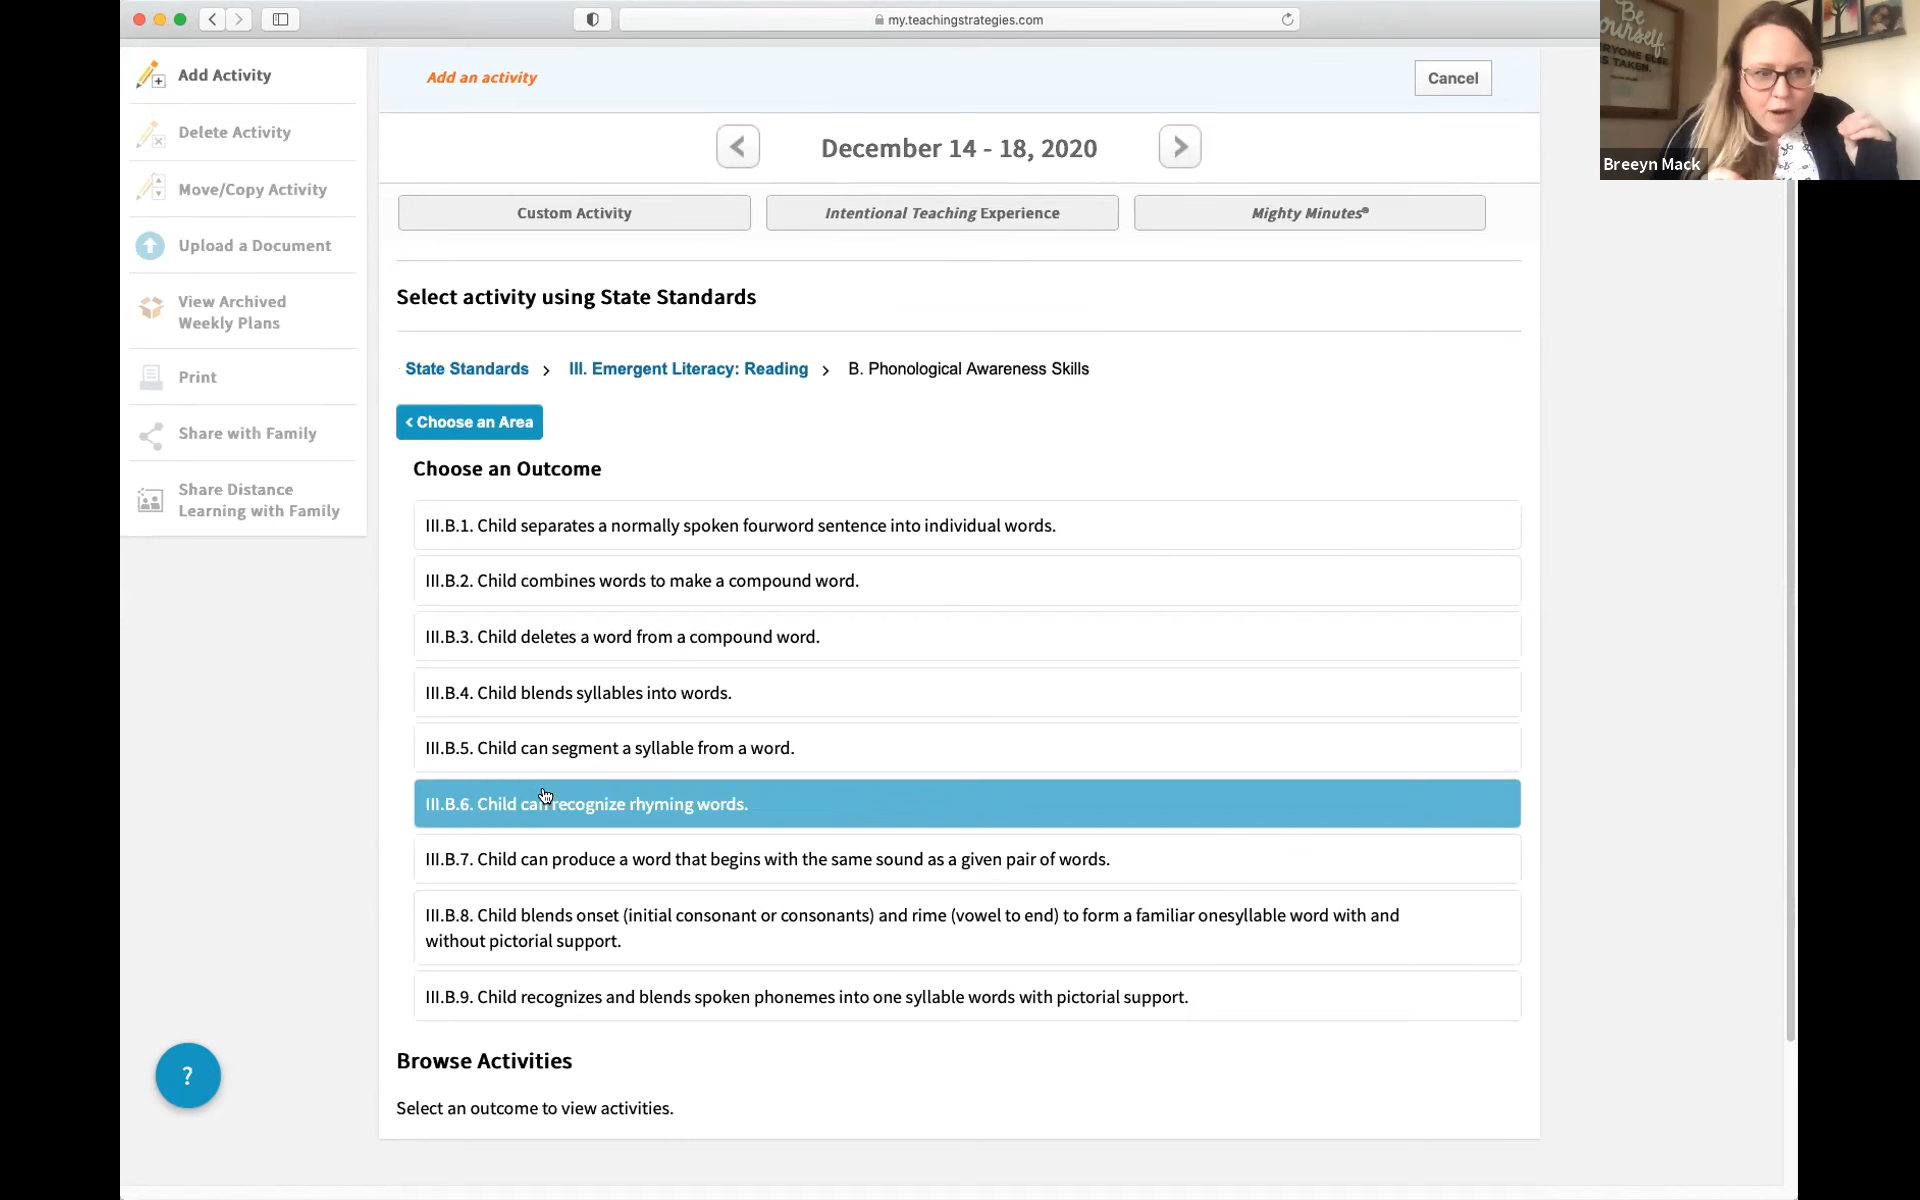 my.teachingstrategies.com
Be
yourself.
EVERYONE ELSE
IS TAKEN.
Breeyn Mack
Add Activity
Delete Activity
Move/Copy Activity
Upload a Document
View Archived
Weekly Plans
Print
Share with Family
Share Distance
Learning with Family
Add an activity
Cancel
December 14 - 18, 2020
Custom Activity
Intentional Teaching Experience
Mighty Minutes®
Select activity using State Standards
State Standards > III. Emergent Literacy: Reading > B. Phonological Awareness Skills
< Choose an Area
Choose an Outcome
III.B.1. Child separates a normally spoken fourword sentence into individual words.
III.B.2. Child combines words to make a compound word.
III.B.3. Child deletes a word from a compound word.
III.B.4. Child blends syllables into words.
III.B.5. Child can segment a syllable from a word.
III.B.6. Child can recognize rhyming words.
III.B.7. Child can produce a word that begins with the same sound as a given pair of words.
III.B.8. Child blends onset (initial consonant or consonants) and rime (vowel to end) to form a familiar onesyllable word with and
without pictorial support.
III.B.9. Child recognizes and blends spoken phonemes into one syllable words with pictorial support.
Browse Activities
Select an outcome to view activities.
?